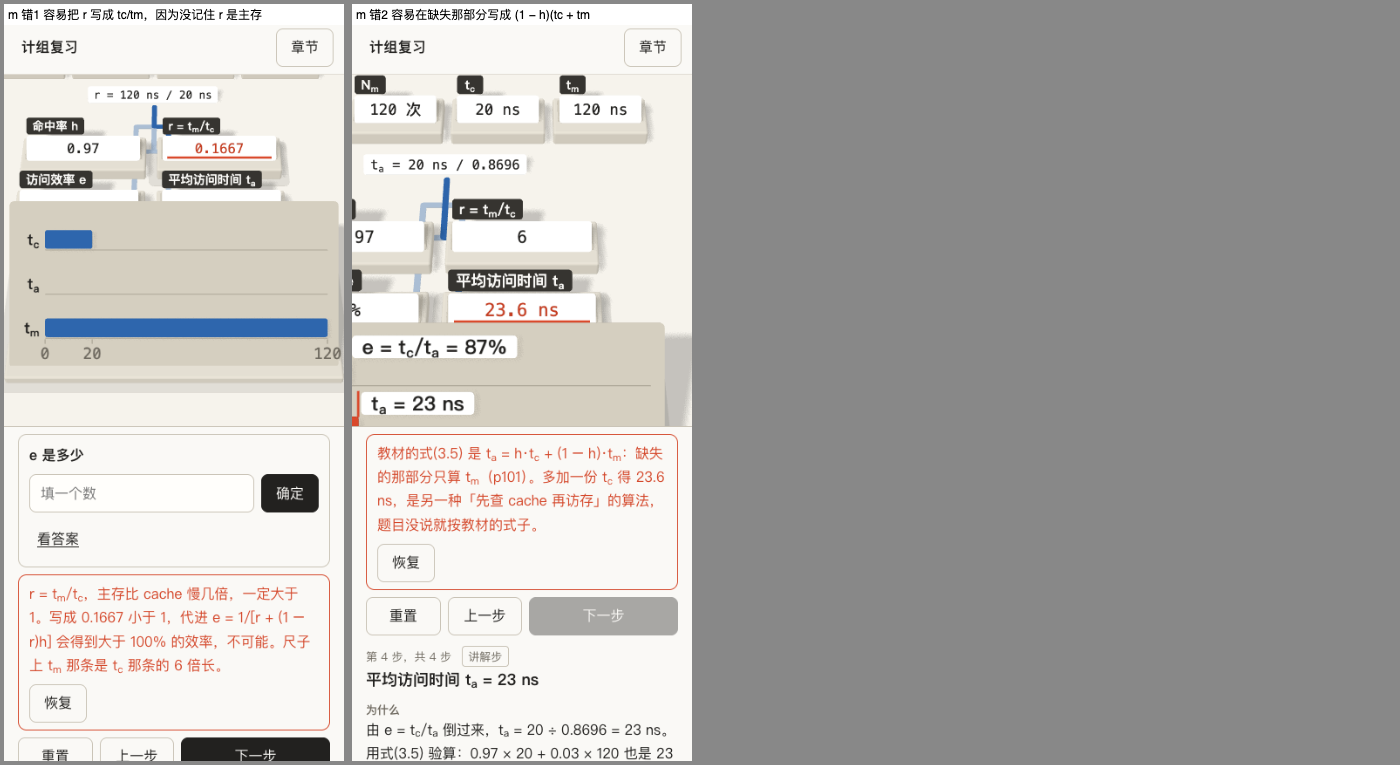 m 错1 容易把 r 写成 tc/tm，因为没记住 r 是主存
计组复习
章节
r = 120 ns / 20 ns
命中率 h
r = tm/tc
0.97
0.1667
访问效率 e
平均访问时间 ta
tc
ta
tm
0
20
120
e 是多少
填一个数
确定
看答案
r = tm/tc，主存比 cache 慢几倍，一定大于
1。写成 0.1667 小于 1，代进 e = 1/[r + (1 −
r)h] 会得到大于 100% 的效率，不可能。尺子
上 tm 那条是 tc 那条的 6 倍长。
恢复
重置
上一步
下一步
m 错2 容易在缺失那部分写成 (1 − h)(tc + tm
计组复习
章节
Nm
tc
tm
120 次
20 ns
120 ns
ta = 20 ns / 0.8696
r = tm/tc
97
6
平均访问时间 ta
%
23.6 ns
e = tc/ta = 87%
ta = 23 ns
教材的式(3.5) 是 ta = h·tc + (1 − h)·tm：缺失
的那部分只算 tm（p101）。多加一份 tc 得 23.6
ns，是另一种「先查 cache 再访存」的算法，
题目没说就按教材的式子。
恢复
重置
上一步
下一步
第 4 步，共 4 步
讲解步
平均访问时间 ta = 23 ns
为什么
由 e = tc/ta 倒过来，ta = 20 ÷ 0.8696 = 23 ns。
用式(3.5) 验算：0.97 × 20 + 0.03 × 120 也是 23